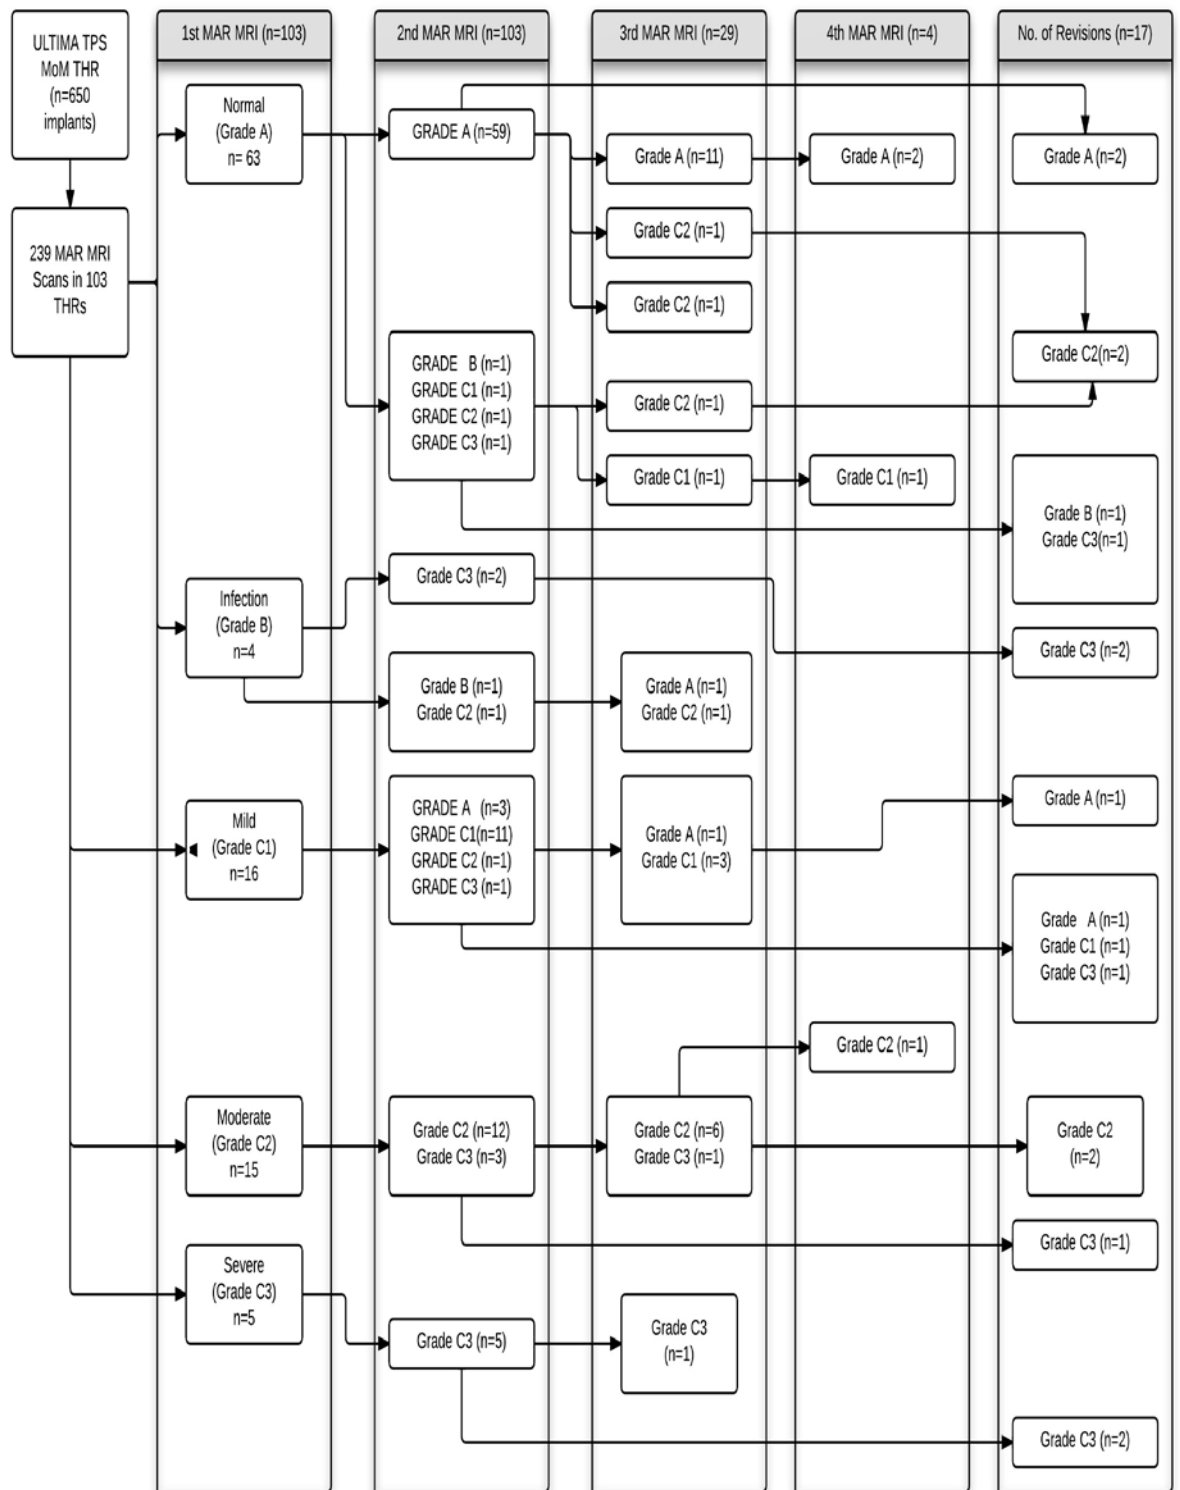 ULTIMA TPS
MoM THR
(n=650
implants)
239 MAR MRI
Scans in 103
THRs
1st MAR MRI (n=103)
Normal
(Grade A)
n= 63
Infection
(Grade B)
n=4
Mild
(Grade C1)
n=16
Moderate
(Grade C2)
n=15
Severe
(Grade C3)
n=5
2nd MAR MRI (n=103)
GRADE A (n=59)
GRADE B (n=1)
GRADE C1 (n=1)
GRADE C2 (n=1)
GRADE C3 (n=1)
Grade C3 (n=2)
Grade B (n=1)
Grade C2 (n=1)
GRADE A (n=3)
GRADE C1(n=11)
GRADE C2 (n=1)
GRADE C3 (n=1)
Grade C2 (n=12)
Grade C3 (n=3)
Grade C3 (n=5)
3rd MAR MRI (n=29)
Grade A (n=11)
Grade C2 (n=1)
Grade C2 (n=1)
Grade C2 (n=1)
Grade C1 (n=1)
Grade A (n=1)
Grade C2 (n=1)
Grade A (n=1)
Grade C1 (n=3)
Grade C2 (n=6)
Grade C3 (n=1)
Grade C3
(n=1)
4th MAR MRI (n=4)
Grade A (n=2)
Grade C1 (n=1)
Grade C2 (n=1)
No. of Revisions (n=17)
Grade A (n=2)
Grade C2(n=2)
Grade B (n=1)
Grade C3(n=1)
Grade C3 (n=2)
Grade A (n=1)
Grade A (n=1)
Grade C1 (n=1)
Grade C3 (n=1)
Grade C2
(n=2)
Grade C3 (n=1)
Grade C3 (n=2)